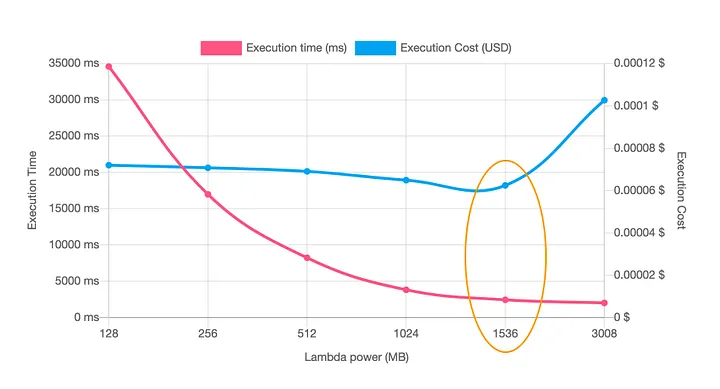 Execution time (ms) Execution Cost (USD)
35000 ms
30000 ms
25000 ms
20000 ms
15000 ms
10000 ms
5000 ms
0 ms
Execution Time
0.00012 $
0.0001 $
0.00008 $
0.00006 $
0.00004 $
0.00002 $
0 $
Execution Cost
128 256 512 1024 1536 3008
Lambda power (MB)